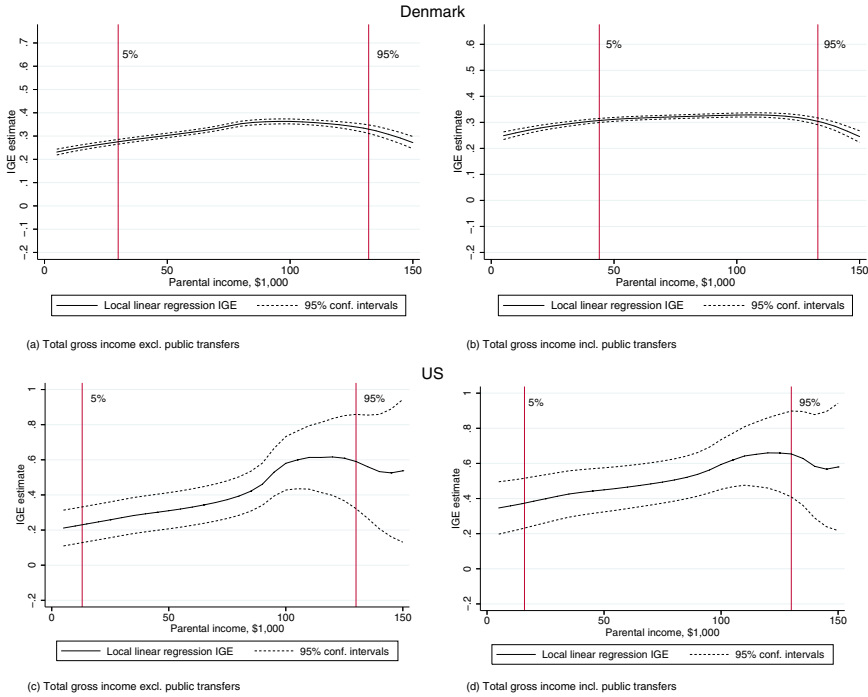 Denmark
IGE estimate
-.2 -.1 0 .1 .2 .3 .4 .5 .6 .7
5%
95%
0 50 100 150
Parental income, $1,000
Local linear regression IGE
95% conf. intervals
(a) Total gross income excl. public transfers
IGE estimate
-.2 -.1 0 .1 .2 .3 .4 .5 .6
5%
95%
0 50 100 150
Parental income, $1,000
Local linear regression IGE
95% conf. intervals
(b) Total gross income incl. public transfers
US
IGE estimate
-.2 0 .2 .4 .6 .8 1
5%
95%
0 50 100 150
Parental income, $1,000
Local linear regression IGE
95% conf. intervals
(c) Total gross income excl. public transfers
IGE estimate
-.2 0 .2 .4 .6 .8 1
5%
95%
0 50 100 150
Parental income, $1,000
Local linear regression IGE
95% conf. intervals
(d) Total gross income incl. public transfers